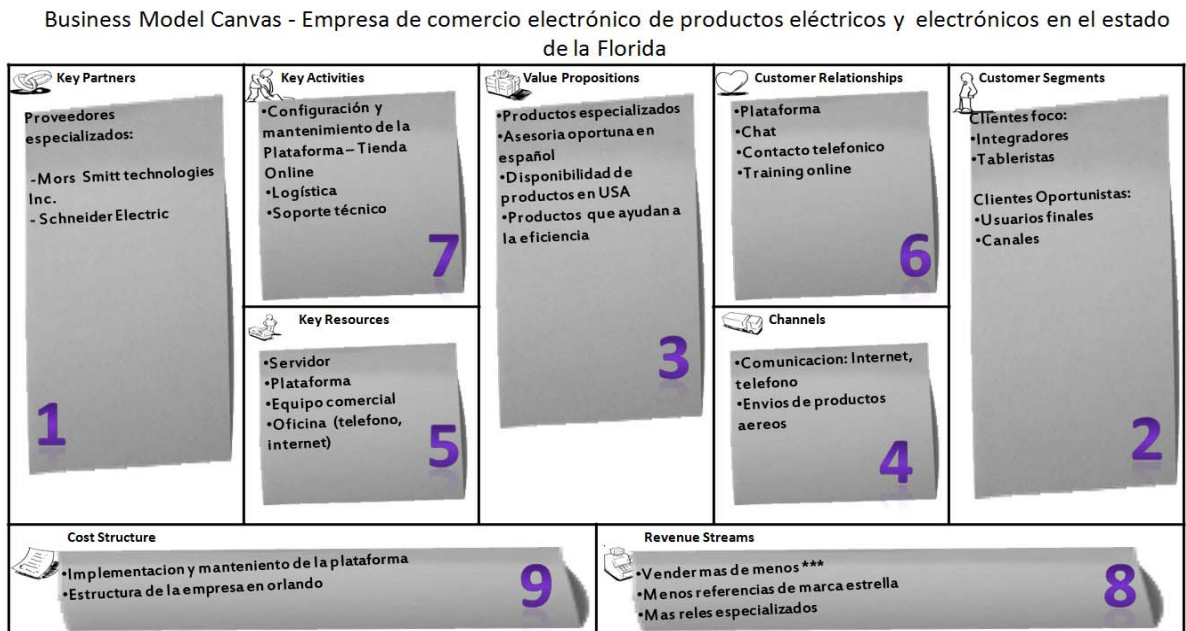 Business Model Canvas - Empresa de comercio electrónico de productos eléctricos y electrónicos en el estado
de la Florida
Key Partners
Proveedores
especializados:
-Mors Smitt technologies
Inc.
- Schneider Electric
1
Key Activities
•Configuración y
mantenimiento de la
Plataforma – Tienda
Online
•Logística
•Soporte técnico
7
Key Resources
•Servidor
•Plataforma
•Equipo comercial
•Oficina (telefono,
internet)
5
Value Propositions
•Productos especializados
•Asesoria oportuna en
español
•Disponibilidad de
productos en USA
•Productos que ayudan a
la eficiencia
3
Customer Relationships
•Plataforma
•Chat
•Contacto telefonico
•Training online
6
Channels
•Comunicacion: Internet,
telefono
•Envios de productos
aereos
4
Customer Segments
Clientes foco:
•Integradores
•Tableristas
Clientes Oportunistas:
•Usuarios finales
•Canales
2
Cost Structure
•Implementacion y manteniento de la plataforma
•Estructura de la empresa en orlando
9
Revenue Streams
•Vender mas de menos ***
•Menos referencias de marca estrella
•Mas reles especializados
8